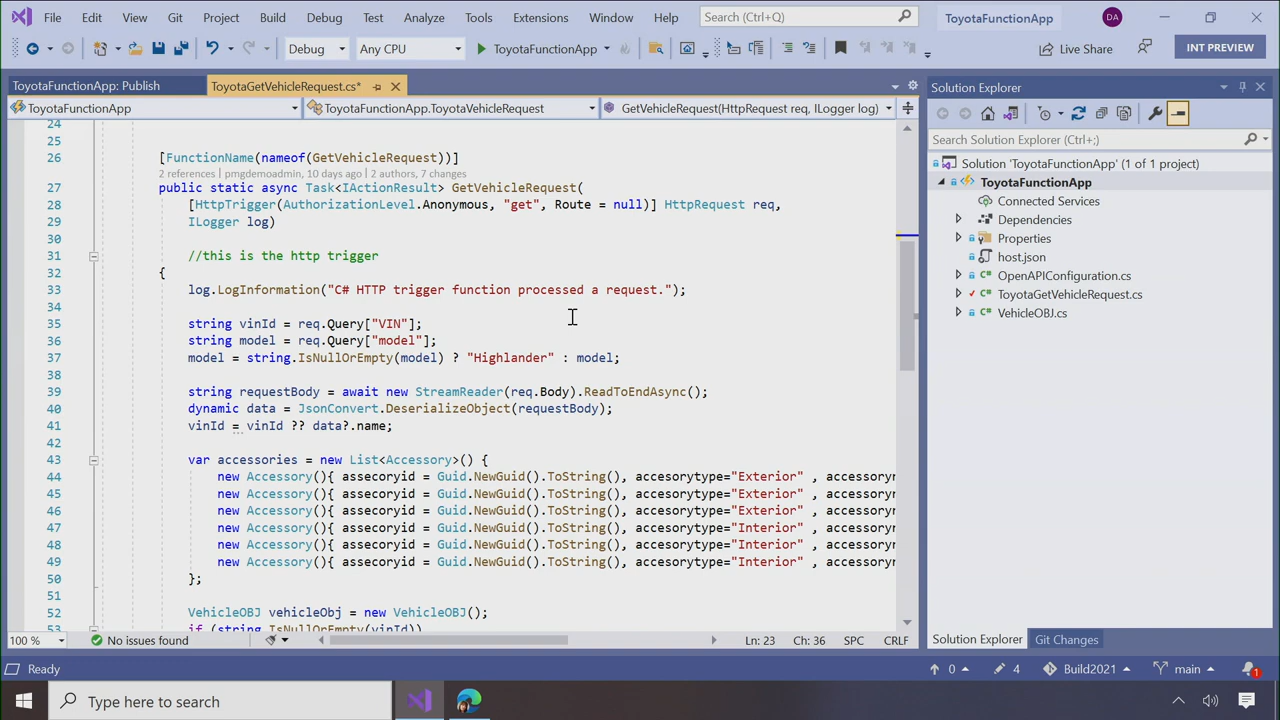 File Edit View Git Project Build Debug Test Analyze Tools Extensions Window Help Search (Ctrl+Q) ToyotaFunctionApp DA
Debug Any CPU ToyotaFunctionApp Live Share INT PREVIEW
ToyotaFunctionApp: Publish ToyotaGetVehicleRequest.cs*
ToyotaFunctionApp ToyotaFunctionApp.ToyotaVehicleRequest GetVehicleRequest(HttpRequest req, ILogger log)
24
25
26 [FunctionName(nameof(GetVehicleRequest))]
2 references | pmgdemoadmin, 10 days ago | 2 authors, 7 changes
27 public static async Task<IActionResult> GetVehicleRequest(
28 [HttpTrigger(AuthorizationLevel.Anonymous, "get", Route = null)] HttpRequest req,
29 ILogger log)
30
31 //this is the http trigger
32 {
33 log.LogInformation("C# HTTP trigger function processed a request.");
34
35 string vinId = req.Query["VIN"];
36 string model = req.Query["model"];
37 model = string.IsNullOrEmpty(model) ? "Highlander" : model;
38
39 string requestBody = await new StreamReader(req.Body).ReadToEndAsync();
40 dynamic data = JsonConvert.DeserializeObject(requestBody);
41 vinId = vinId ?? data?.name;
42
43 var accessories = new List<Accessory>() {
44 new Accessory(){ assecoryid = Guid.NewGuid().ToString(), accesorytype="Exterior" , accessoryn
45 new Accessory(){ assecoryid = Guid.NewGuid().ToString(), accesorytype="Exterior" , accessoryn
46 new Accessory(){ assecoryid = Guid.NewGuid().ToString(), accesorytype="Exterior" , accessoryn
47 new Accessory(){ assecoryid = Guid.NewGuid().ToString(), accesorytype="Interior" , accessoryn
48 new Accessory(){ assecoryid = Guid.NewGuid().ToString(), accesorytype="Interior" , accessoryn
49 new Accessory(){ assecoryid = Guid.NewGuid().ToString(), accesorytype="Interior" , accessoryn
50 };
51
52 VehicleOBJ vehicleObj = new VehicleOBJ();
53 if (string.IsNullOrEmpty(vinId))
100 % No issues found Ln: 23 Ch: 36 SPC CRLF
Solution Explorer
Search Solution Explorer (Ctrl+;)
Solution 'ToyotaFunctionApp' (1 of 1 project)
ToyotaFunctionApp
Connected Services
Dependencies
Properties
host.json
OpenAPIConfiguration.cs
ToyotaGetVehicleRequest.cs
VehicleOBJ.cs
Solution Explorer Git Changes
Ready 0 4 Build2021 main 1
Type here to search